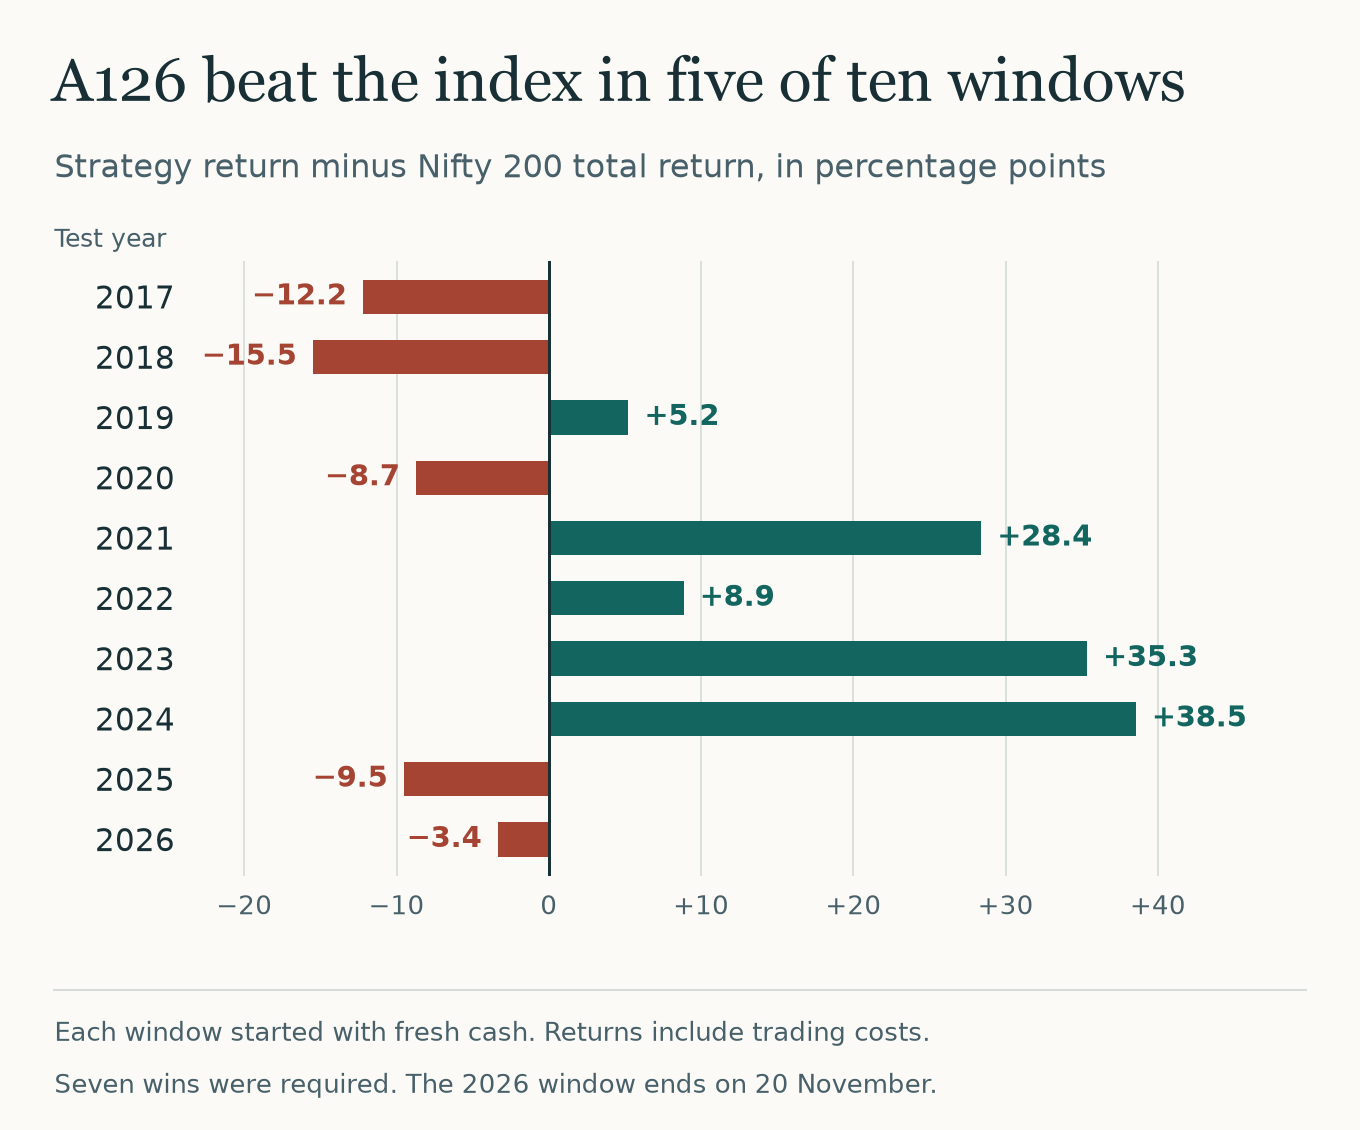 A126 beat the index in five of ten windows
Strategy return minus Nifty 200 total return, in percentage points
Test year
2017 −12.2
2018 −15.5
2019 +5.2
2020 −8.7
2021 +28.4
2022 +8.9
2023 +35.3
2024 +38.5
2025 −9.5
2026 −3.4
−20 −10 0 +10 +20 +30 +40
Each window started with fresh cash. Returns include trading costs.
Seven wins were required. The 2026 window ends on 20 November.